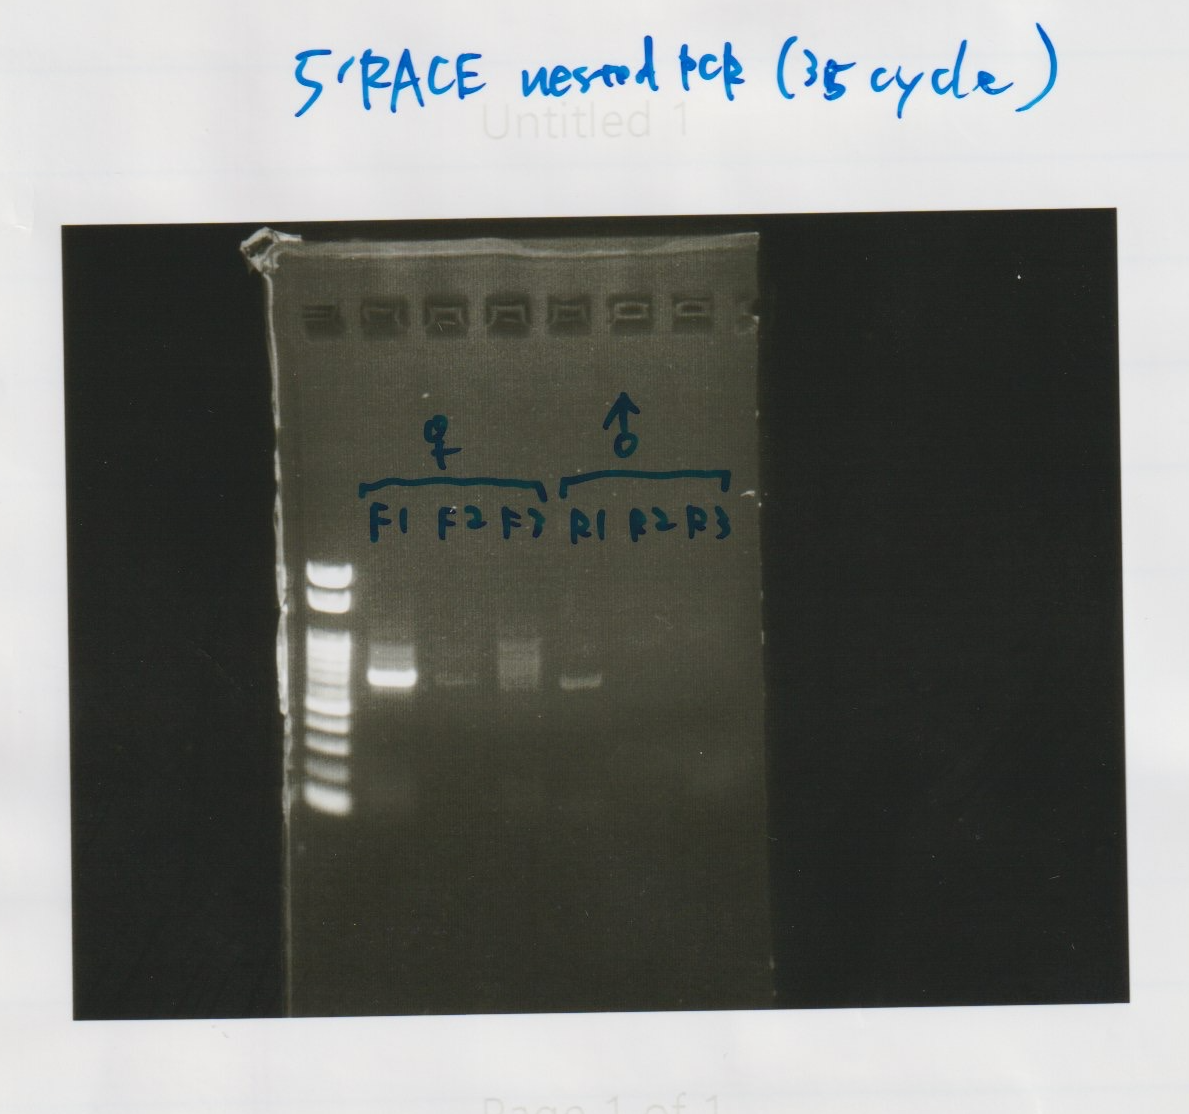 5'RACE nested PCR (35 cycle)
Untitled 1
♀ ♂
F1 F2 F3 R1 R2 R3
Page 1 of 1